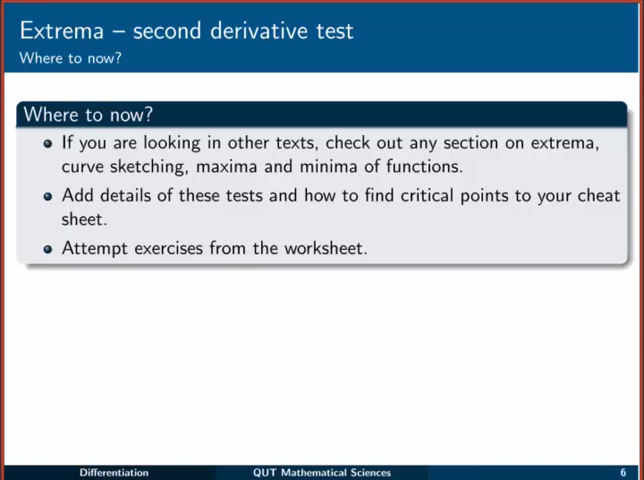 Extrema – second derivative test
Where to now?
Where to now?
If you are looking in other texts, check out any section on extrema,
curve sketching, maxima and minima of functions.
Add details of these tests and how to find critical points to your cheat
sheet.
Attempt exercises from the worksheet.
Differentiation QUT Mathematical Sciences 6